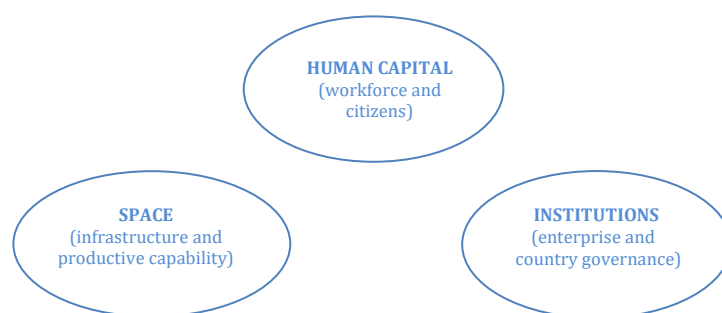 HUMAN CAPITAL
(workforce and
citizens)
SPACE
(infrastructure and
productive capability)
INSTITUTIONS
(enterprise and
country governance)